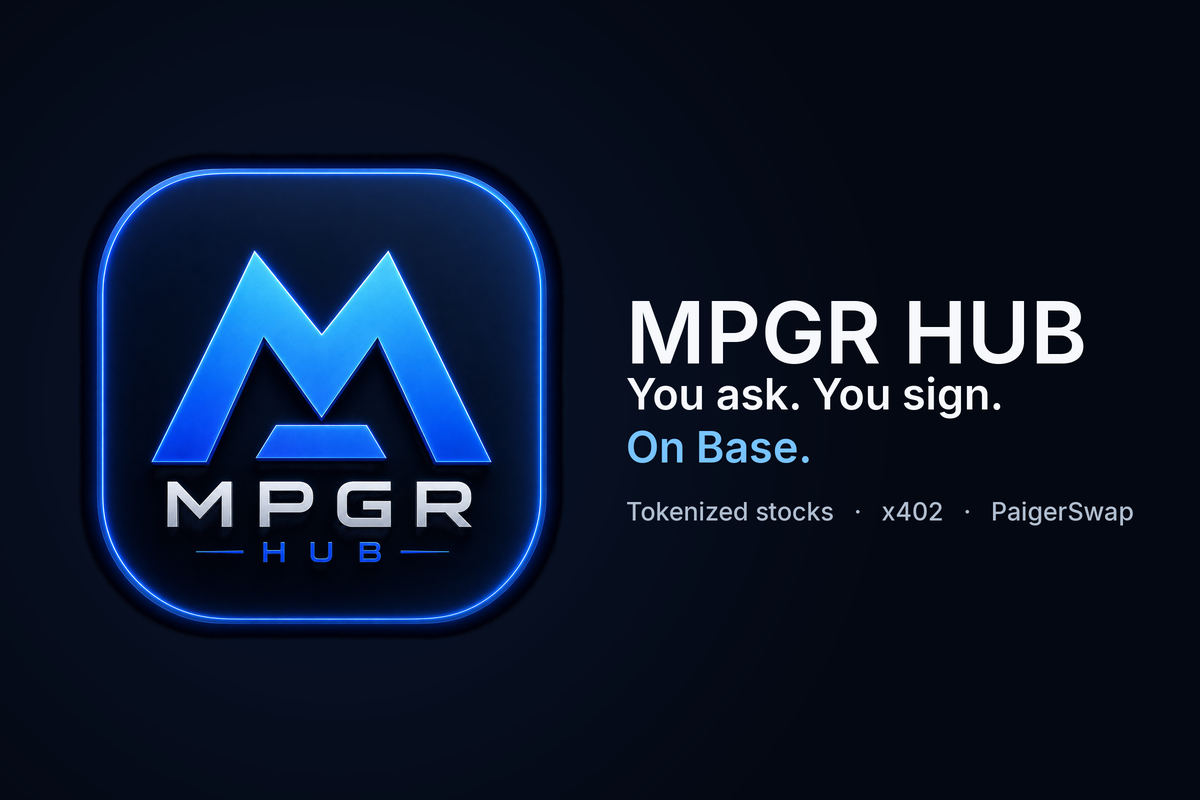 MPGR
HUB
MPGR HUB
You ask. You sign.
On Base.
Tokenized stocks · x402 · PaigerSwap